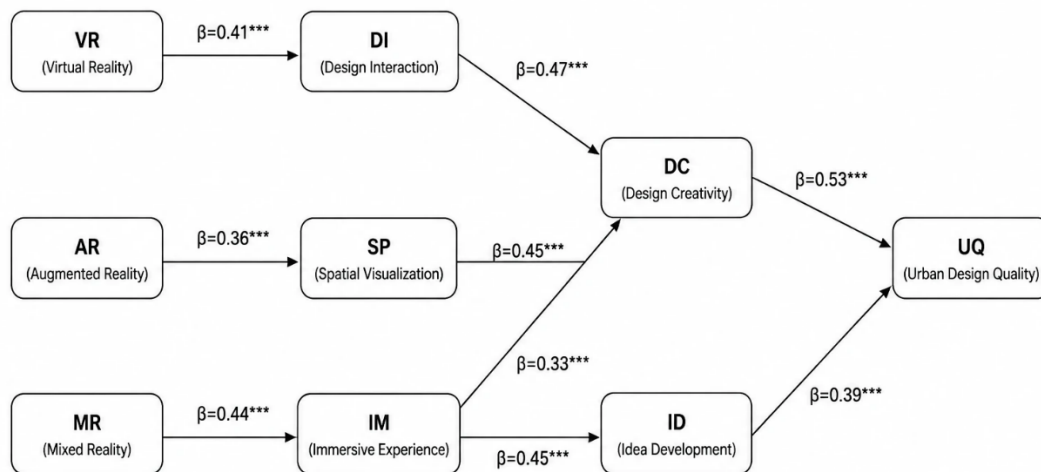 VR
(Virtual Reality)
β=0.41***
DI
(Design Interaction)
β=0.47***
DC
(Design Creativity)
β=0.53***
AR
(Augmented Reality)
β=0.36***
SP
(Spatial Visualization)
β=0.45***
UQ
(Urban Design Quality)
β=0.33***
MR
(Mixed Reality)
β=0.44***
IM
(Immersive Experience)
β=0.45***
ID
(Idea Development)
β=0.39***